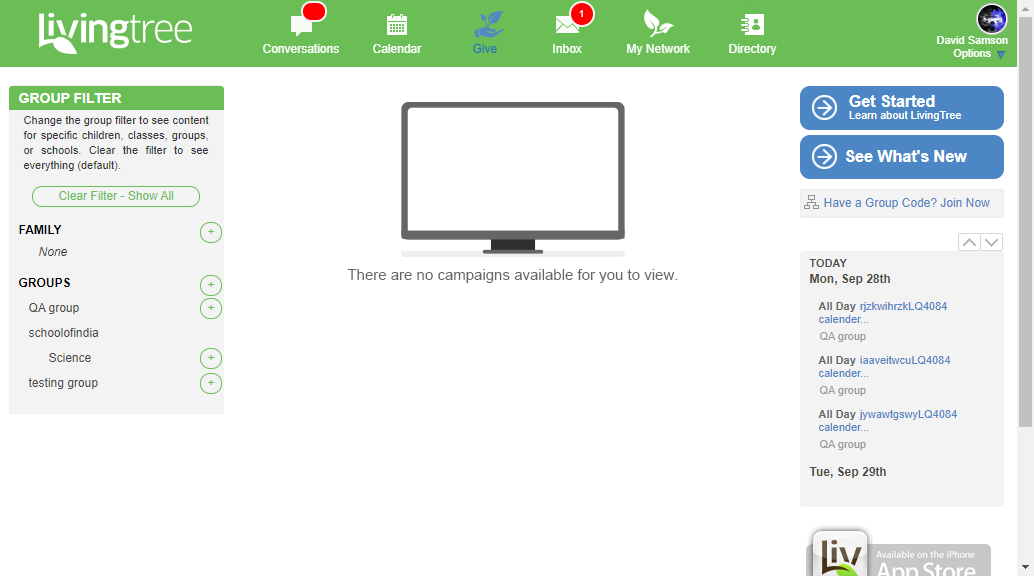 livingtree
Conversations
Calendar
Give
1
Inbox
My Network
Directory
David Samson
Options
GROUP FILTER
Change the group filter to see content
for specific children, classes, groups,
or schools. Clear the filter to see
everything (default).
Clear Filter - Show All
FAMILY
+
None
GROUPS
+
QA group
+
schoolofindia
Science
+
testing group
+
There are no campaigns available for you to view.
Get Started
Learn about LivingTree
See What's New
Have a Group Code? Join Now
TODAY
Mon, Sep 28th
All Day rjzkwihrzkLQ4084
calender...
QA group
All Day iaaveitwcuLQ4084
calender...
QA group
All Day jywawtgswyLQ4084
calender...
QA group
Tue, Sep 29th
Liv
Available on the iPhone
App Store